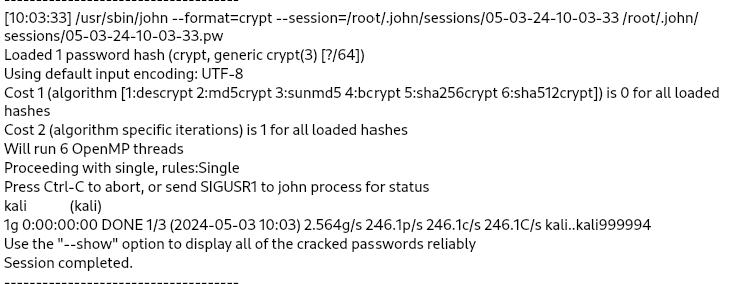 -------------------------------------
[10:03:33] /usr/sbin/john --format=crypt --session=/root/.john/sessions/05-03-24-10-03-33 /root/.john/
sessions/05-03-24-10-03-33.pw
Loaded 1 password hash (crypt, generic crypt(3) [?/64])
Using default input encoding: UTF-8
Cost 1 (algorithm [1:descrypt 2:md5crypt 3:sunmd5 4:bcrypt 5:sha256crypt 6:sha512crypt]) is 0 for all loaded
hashes
Cost 2 (algorithm specific iterations) is 1 for all loaded hashes
Will run 6 OpenMP threads
Proceeding with single, rules:Single
Press Ctrl-C to abort, or send SIGUSR1 to john process for status
kali (kali)
1g 0:00:00:00 DONE 1/3 (2024-05-03 10:03) 2.564g/s 246.1p/s 246.1c/s 246.1C/s kali..kali999994
Use the "--show" option to display all of the cracked passwords reliably
Session completed.
-------------------------------------